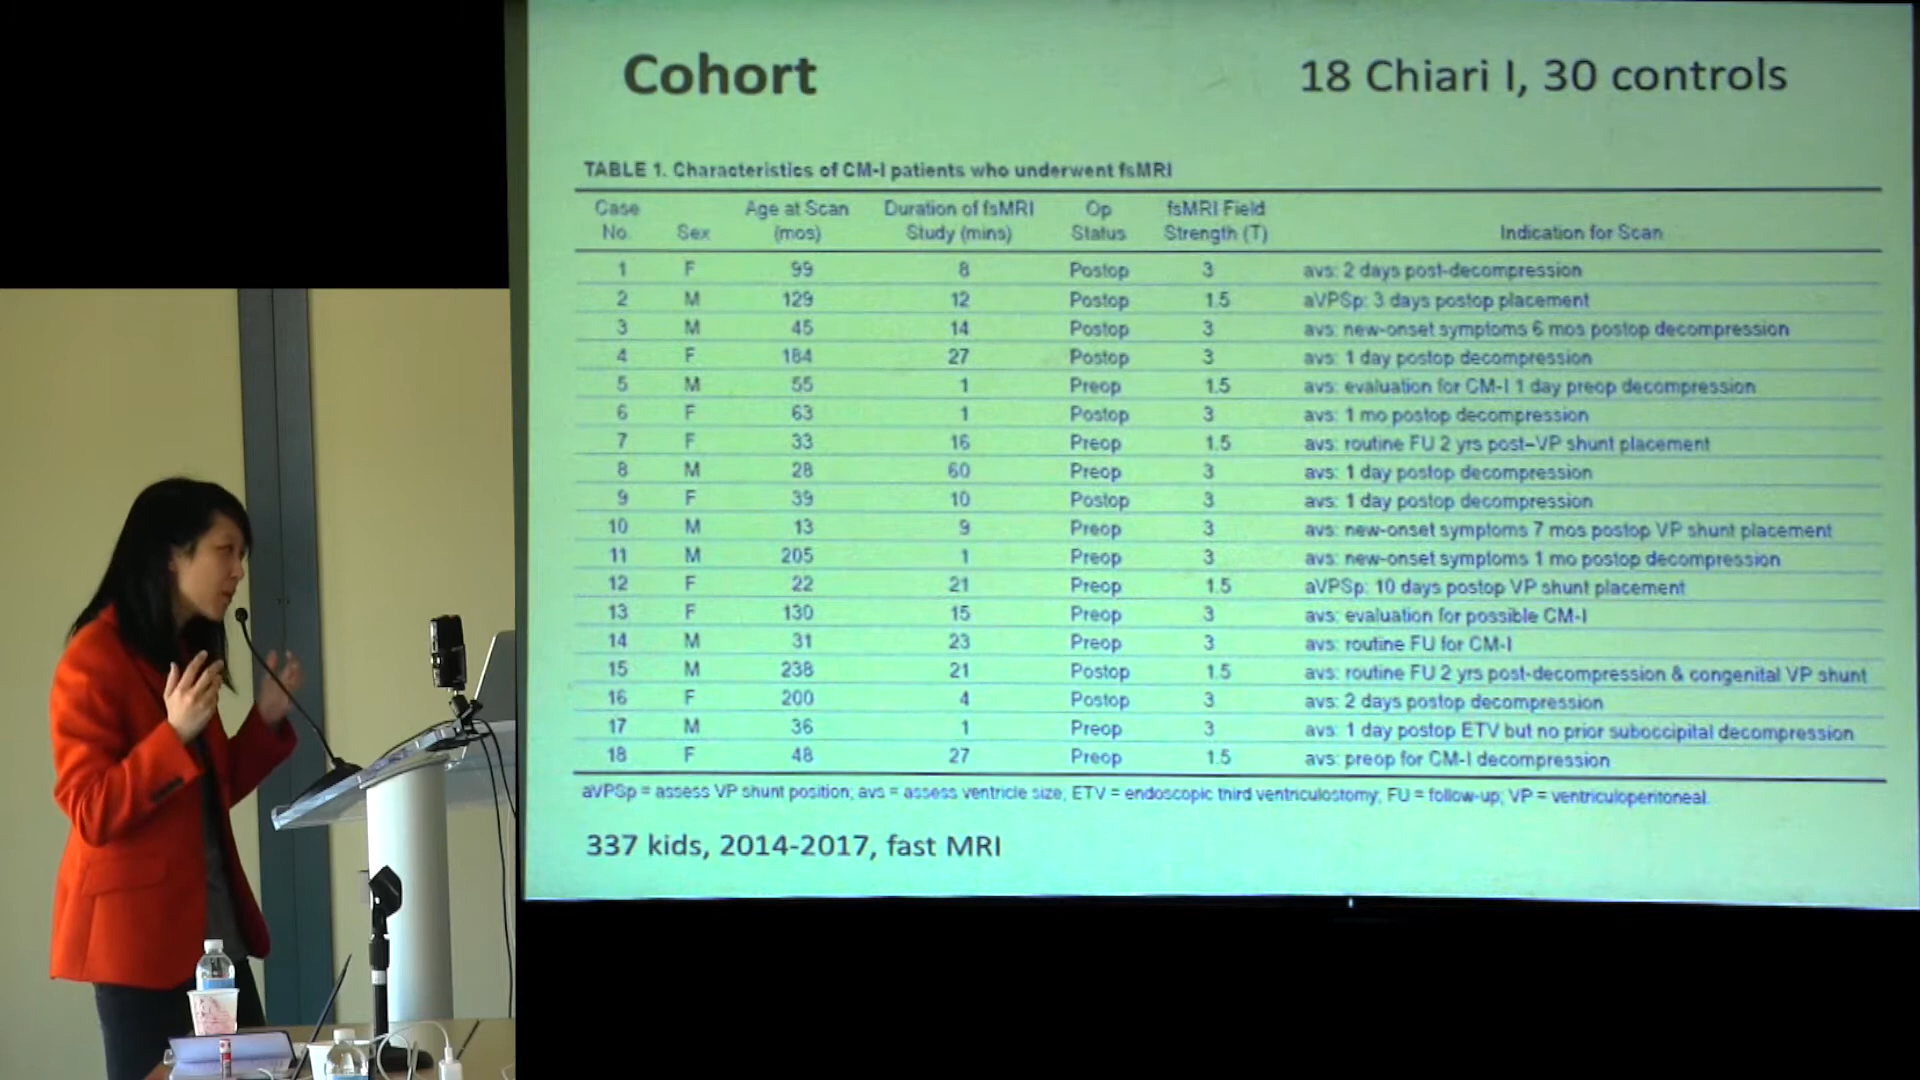 Cohort
18 Chiari I, 30 controls
TABLE 1. Characteristics of CM-I patients who underwent fsMRI
Case No. Sex Age at Scan (mos) Duration of fsMRI Study (mins) Op Status fsMRI Field Strength (T) Indication for Scan
1 F 99 8 Postop 3 avs: 2 days post-decompression
2 M 129 12 Postop 1.5 aVPSp: 3 days postop placement
3 M 45 14 Postop 3 avs: new-onset symptoms 6 mos postop decompression
4 F 184 27 Postop 3 avs: 1 day postop decompression
5 M 55 1 Preop 1.5 avs: evaluation for CM-I 1 day preop decompression
6 F 63 1 Postop 3 avs: 1 mo postop decompression
7 F 33 16 Preop 1.5 avs: routine FU 2 yrs post–VP shunt placement
8 M 28 60 Preop 3 avs: 1 day postop decompression
9 F 39 10 Postop 3 avs: 1 day postop decompression
10 M 13 9 Preop 3 avs: new-onset symptoms 7 mos postop VP shunt placement
11 M 205 1 Preop 3 avs: new-onset symptoms 1 mo postop decompression
12 F 22 21 Preop 1.5 aVPSp: 10 days postop VP shunt placement
13 F 130 15 Preop 3 avs: evaluation for possible CM-I
14 M 31 23 Preop 3 avs: routine FU for CM-I
15 M 238 21 Postop 1.5 avs: routine FU 2 yrs post-decompression & congenital VP shunt
16 F 200 4 Postop 3 avs: 2 days postop decompression
17 M 36 1 Preop 3 avs: 1 day postop ETV but no prior suboccipital decompression
18 F 48 27 Preop 1.5 avs: preop for CM-I decompression
aVPSp = assess VP shunt position; avs = assess ventricle size; ETV = endoscopic third ventriculostomy; FU = follow-up; VP = ventriculoperitoneal.
337 kids, 2014-2017, fast MRI